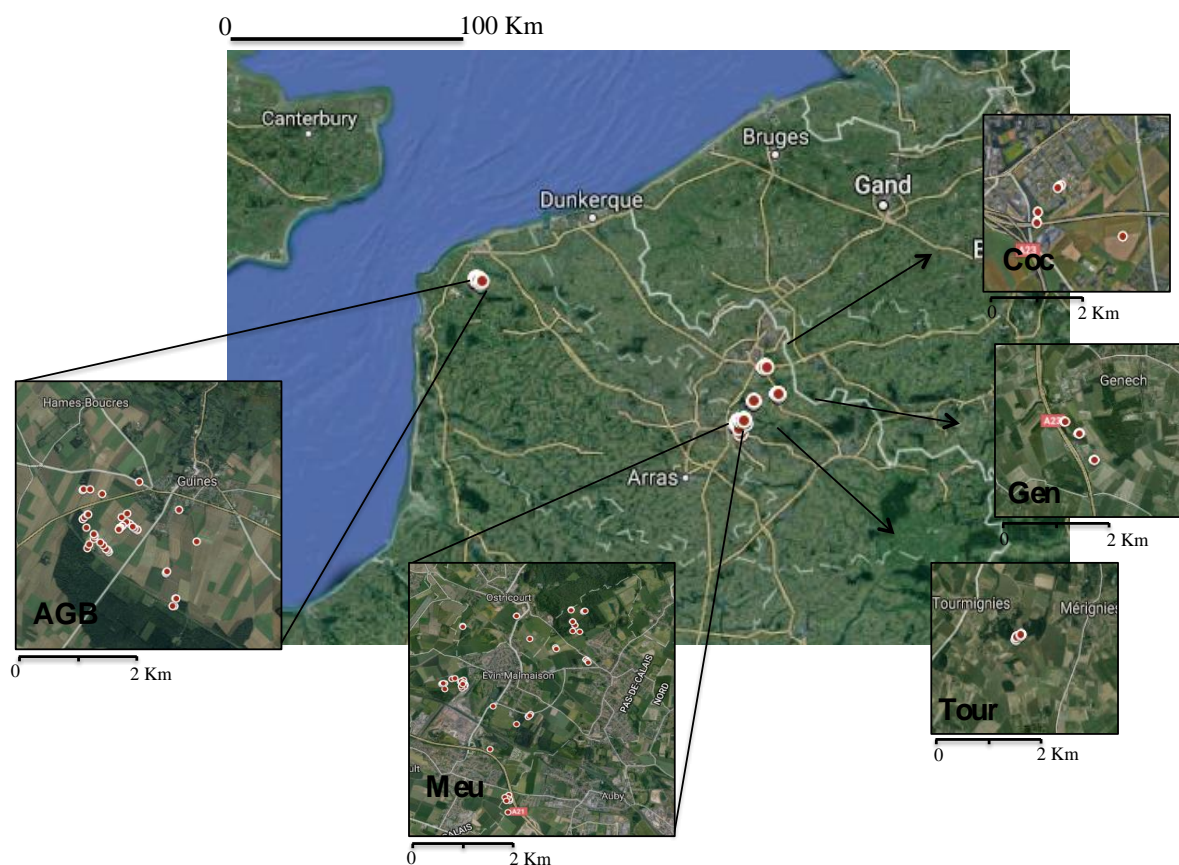 0
100 Km
Canterbury
Bruges
Dunkerque
Gand
Arras
A23
Coc
0
2 Km
Genech
A23
Gen
0
2 Km
Hames-Boucres
Guînes
AGB
0
2 Km
Ostricourt
Evin-Malmaison
PAS-DE-CALAIS
NORD
Meu
Auby
A21
CALAIS
0
2 Km
Tourmignies
Mérignies
Tour
0
2 Km